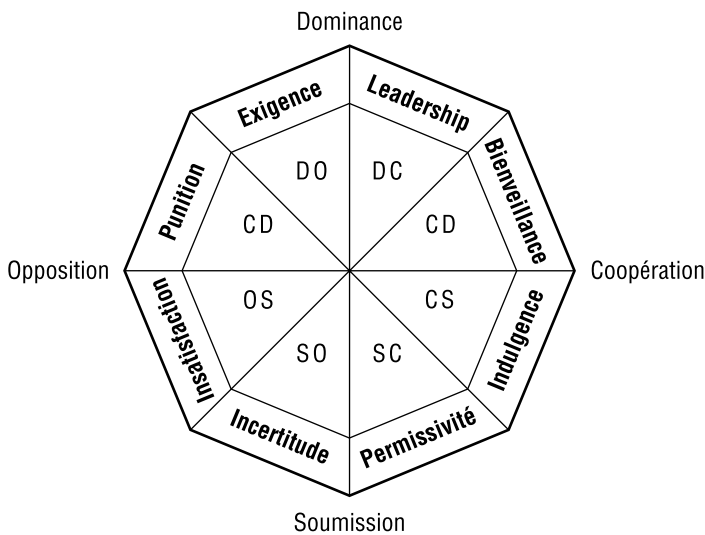 Dominance
Exigence
Leadership
DO
DC
Punition
Bienveillance
CD
CD
Opposition
Coopération
OS
CS
Insatisfaction
Indulgence
SO
SC
Incertitude
Permissivité
Soumission